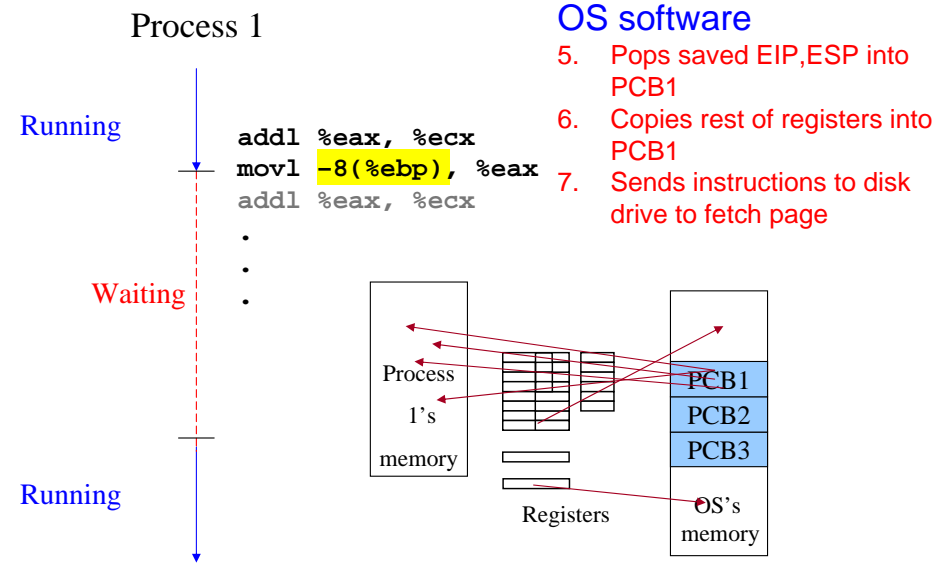 Process 1
OS software
5. Pops saved EIP,ESP into
PCB1
6. Copies rest of registers into
PCB1
7. Sends instructions to disk
drive to fetch page
Running
addl %eax, %ecx
movl -8(%ebp), %eax
addl %eax, %ecx
.
.
.
Waiting
Running
Process
1's
memory
Registers
PCB1
PCB2
PCB3
OS's
memory